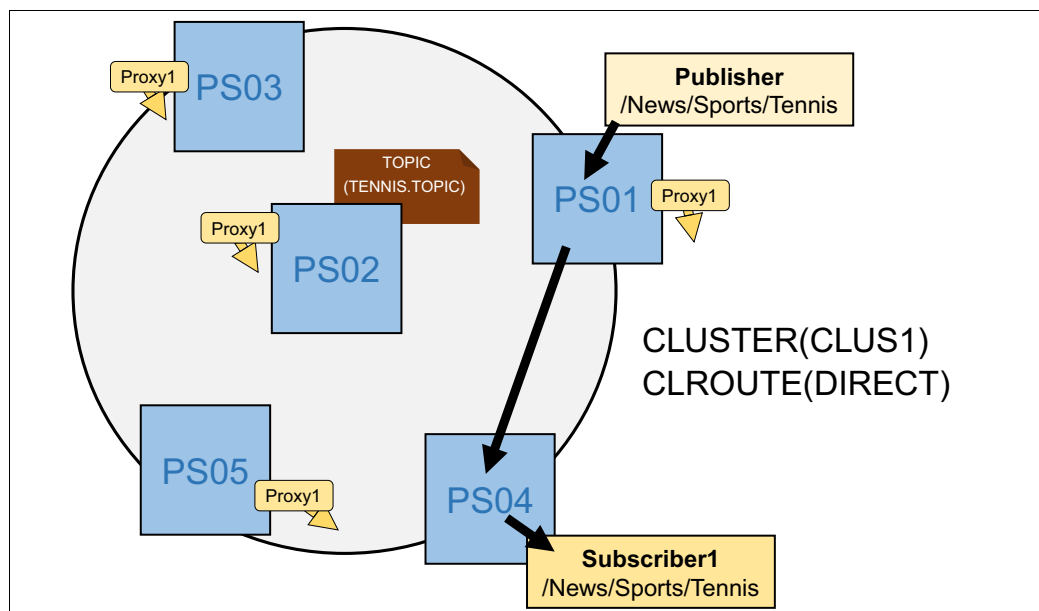 Proxy1
PS03
Publisher
/News/Sports/Tennis
TOPIC
(TENNIS.TOPIC)
PS01
Proxy1
Proxy1
PS02
CLUSTER(CLUS1)
CLROUTE(DIRECT)
PS05
Proxy1
PS04
Subscriber1
/News/Sports/Tennis